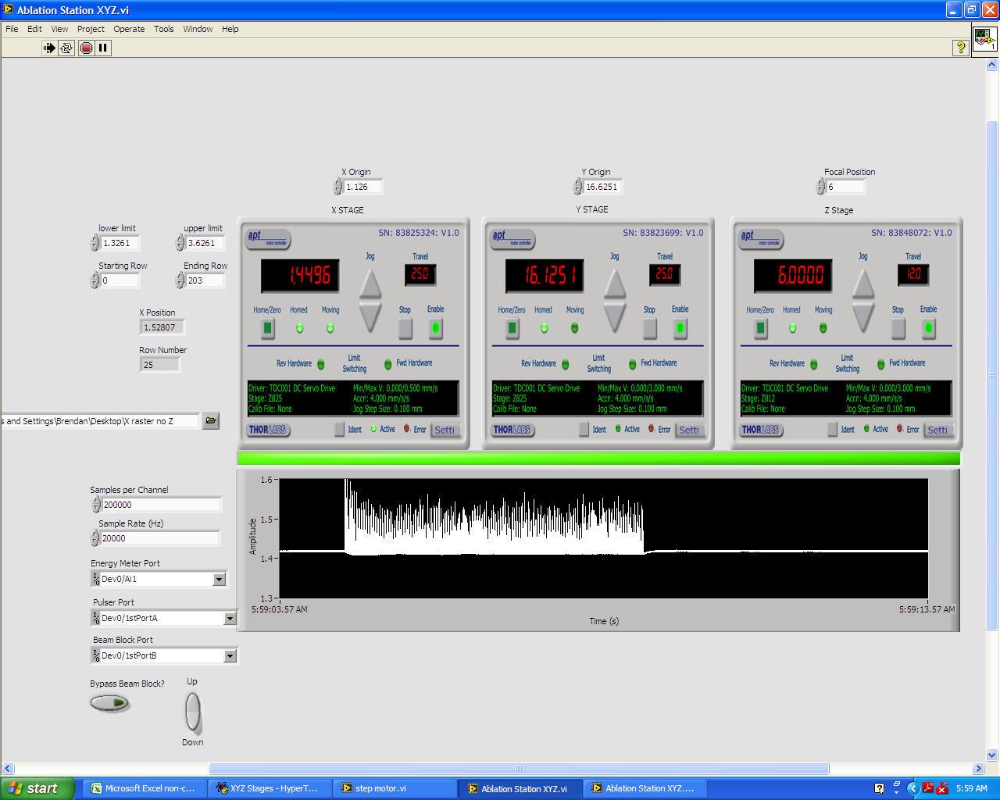 Ablation Station XYZ.vi
File Edit View Project Operate Tools Window Help
?
1
X Origin
1.126
Y Origin
16.6251
Focal Position
6
X STAGE
Y STAGE
Z Stage
lower limit
1.3261
upper limit
3.6261
Starting Row
0
Ending Row
203
X Position
1.52807
Row Number
25
s and Settings\Brendan\Desktop\X raster no Z
apt
motor controller
SN: 83825324: V1.0
1.4496
Jog
Travel
25.0
Home/Zero Homed Moving
Stop
Enable
Rev Hardware
Limit
Switching
Fwd Hardware
Driver: TDC001 DC Servo Drive
Stage: Z825
Calib File: None
Min/Max V: 0.000/0.500 mm/s
Accn: 4.000 mm/s/s
Jog Step Size: 0.100 mm
THORLABS
Ident Active Error Setti
apt
motor controller
SN: 83823699: V1.0
16.1251
Jog
Travel
25.0
Home/Zero Homed Moving
Stop
Enable
Rev Hardware
Limit
Switching
Fwd Hardware
Driver: TDC001 DC Servo Drive
Stage: Z825
Calib File: None
Min/Max V: 0.000/3.000 mm/s
Accn: 4.000 mm/s/s
Jog Step Size: 0.100 mm
THORLABS
Ident Active Error Setti
apt
motor controller
SN: 83848072: V1.0
6.0000
Jog
Travel
12.0
Home/Zero Homed Moving
Stop
Enable
Rev Hardware
Limit
Switching
Fwd Hardware
Driver: TDC001 DC Servo Drive
Stage: Z812
Calib File: None
Min/Max V: 0.000/3.000 mm/s
Accn: 4.000 mm/s/s
Jog Step Size: 0.100 mm
THORLABS
Ident Active Error Setti
Samples per Channel
200000
Sample Rate (Hz)
20000
Energy Meter Port
I/O Dev0/Ai1
Pulser Port
I/O Dev0/1stPortA
Beam Block Port
I/O Dev0/1stPortB
Bypass Beam Block?
Up
Down
Amplitude
1.6
1.5
1.4
1.3
5:59:03.57 AM
5:59:13.57 AM
Time (s)
start
Microsoft Excel non-c...
XYZ Stages - HyperT...
step motor.vi
Ablation Station XYZ.vi
Ablation Station XYZ....
?
5:59 AM